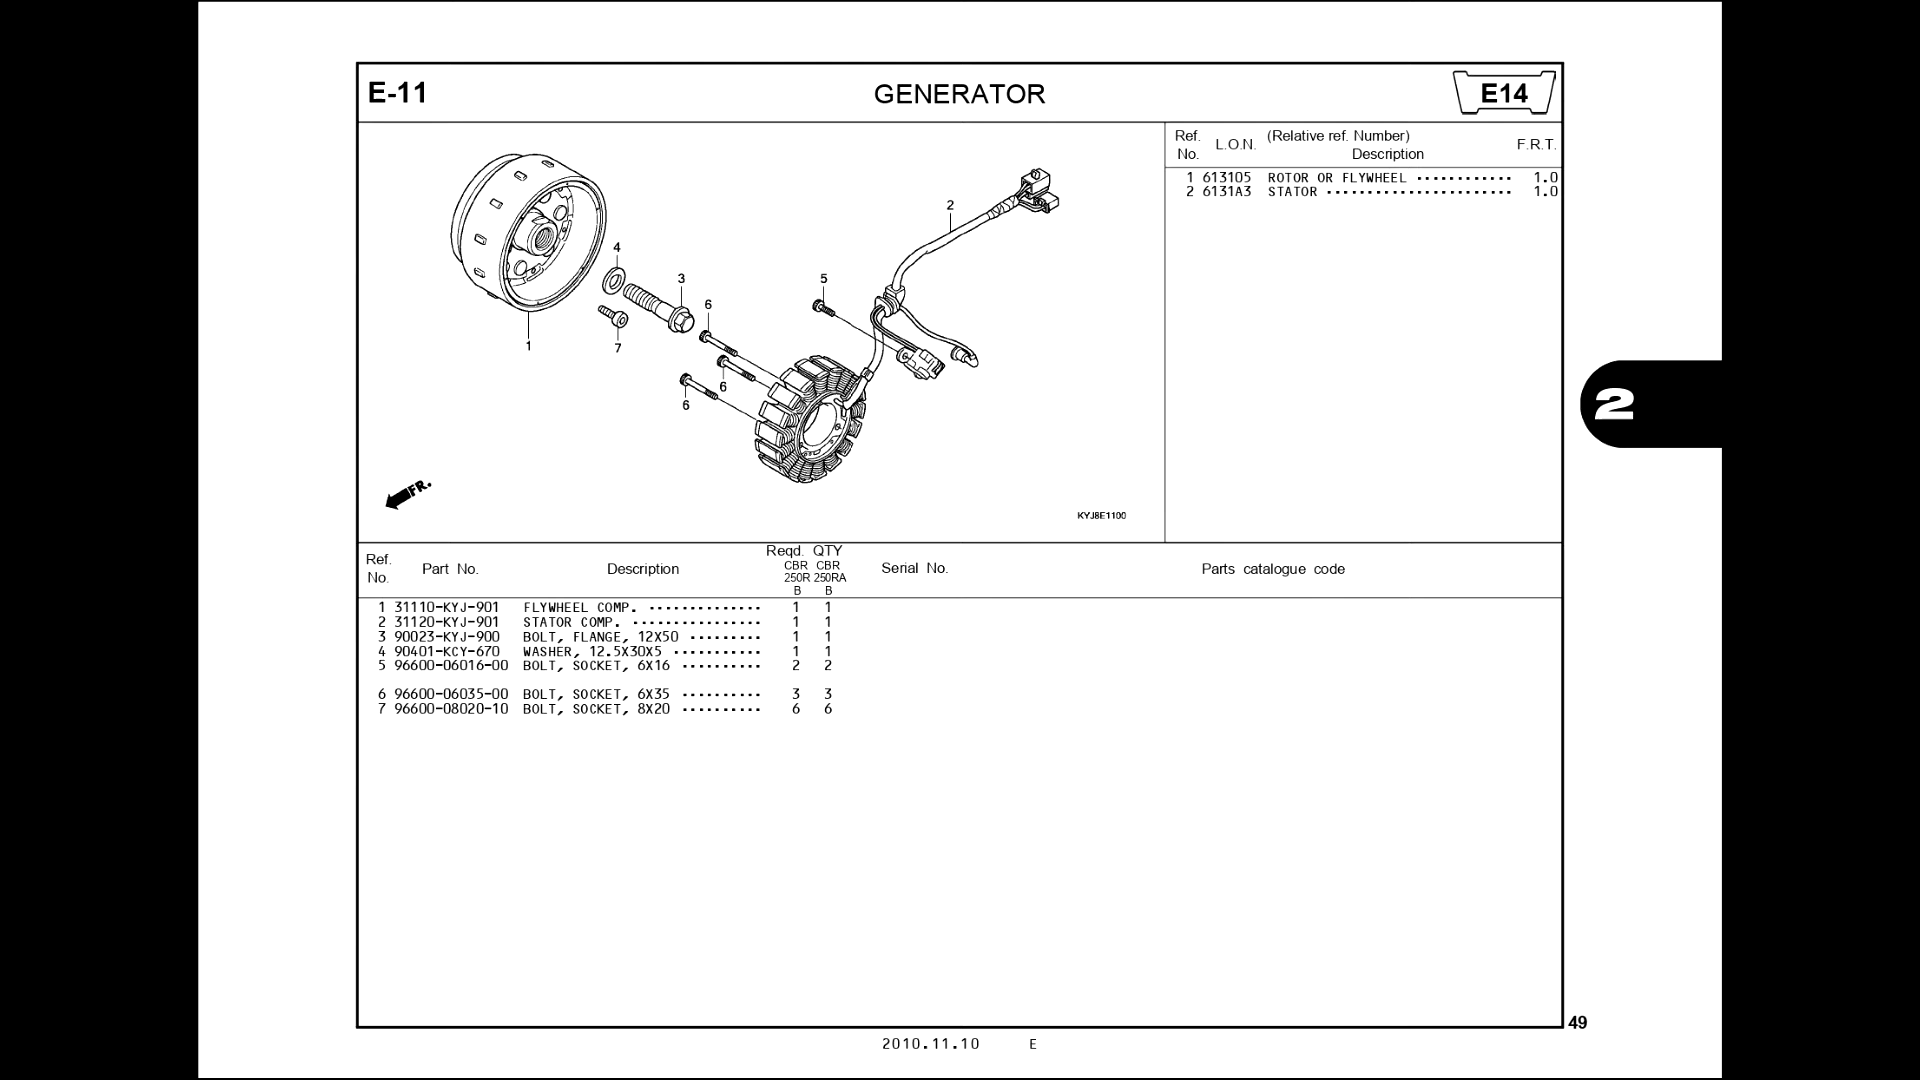 E-11 GENERATOR E14
4
3
6
5
2
1
7
6
6
FR.
KYJ8E1100
Ref. No. L.O.N. (Relative ref. Number) Description F.R.T.
1 613105 ROTOR OR FLYWHEEL ············ 1.0
2 6131A3 STATOR ······················· 1.0
2
Ref. No. Part No. Description Reqd. QTY Serial No. Parts catalogue code
CBR CBR
250R 250RA
B B
1 31110-KYJ-901 FLYWHEEL COMP. ·············· 1 1
2 31120-KYJ-901 STATOR COMP. ················ 1 1
3 90023-KYJ-900 BOLT, FLANGE, 12X50 ········· 1 1
4 90401-KCY-670 WASHER, 12.5X30X5 ··········· 1 1
5 96600-06016-00 BOLT, SOCKET, 6X16 ·········· 2 2
6 96600-06035-00 BOLT, SOCKET, 6X35 ·········· 3 3
7 96600-08020-10 BOLT, SOCKET, 8X20 ·········· 6 6
49
2010.11.10 E